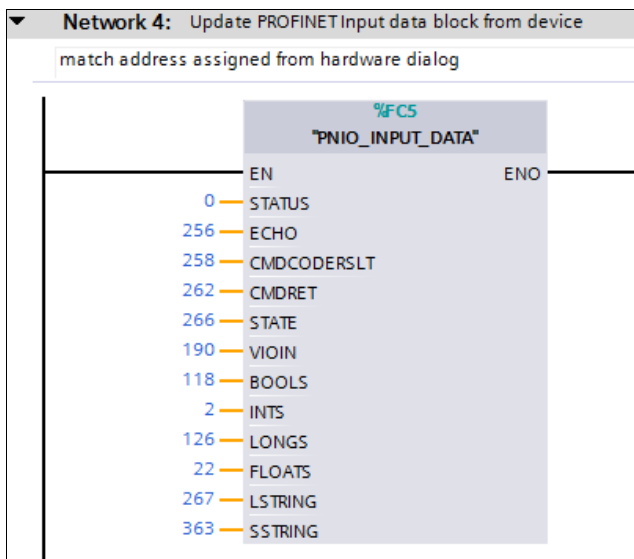 Network 4: Update PROFINET Input data block from device
match address assigned from hardware dialog
%FC5
"PNIO_INPUT_DATA"
EN ENO
0 STATUS
256 ECHO
258 CMDCODERSLT
262 CMDRET
266 STATE
190 VIOIN
118 BOOLS
2 INTS
126 LONGS
22 FLOATS
267 LSTRING
363 SSTRING